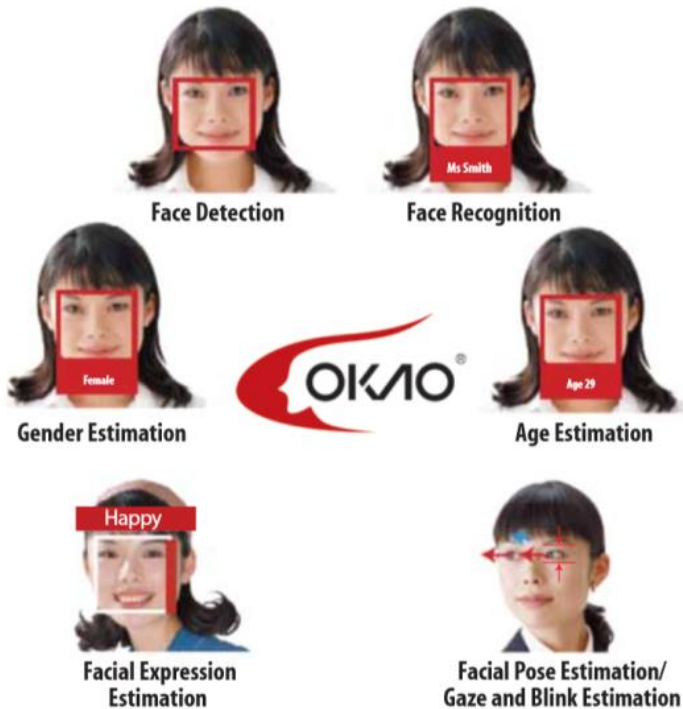 Ms Smith
Face Detection
Face Recognition
Female
OKAO®
Age 29
Gender Estimation
Age Estimation
Happy
Facial Expression
Estimation
Facial Pose Estimation/
Gaze and Blink Estimation